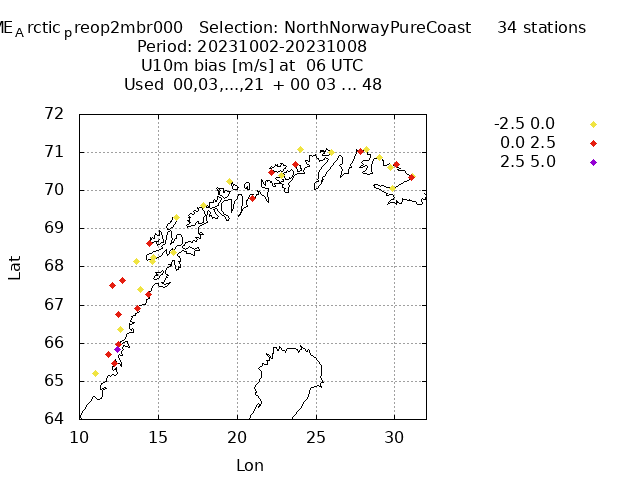 ME_Arctic_preop2mbr000 Selection: NorthNorwayPureCoast 34 stations
Period: 20231002-20231008
U10m bias [m/s] at 06 UTC
Used 00,03,...,21 + 00 03 ... 48
72
71
70
69
68
67
66
65
64
10 15 20 25 30
Lat
Lon
-2.5 0.0
0.0 2.5
2.5 5.0